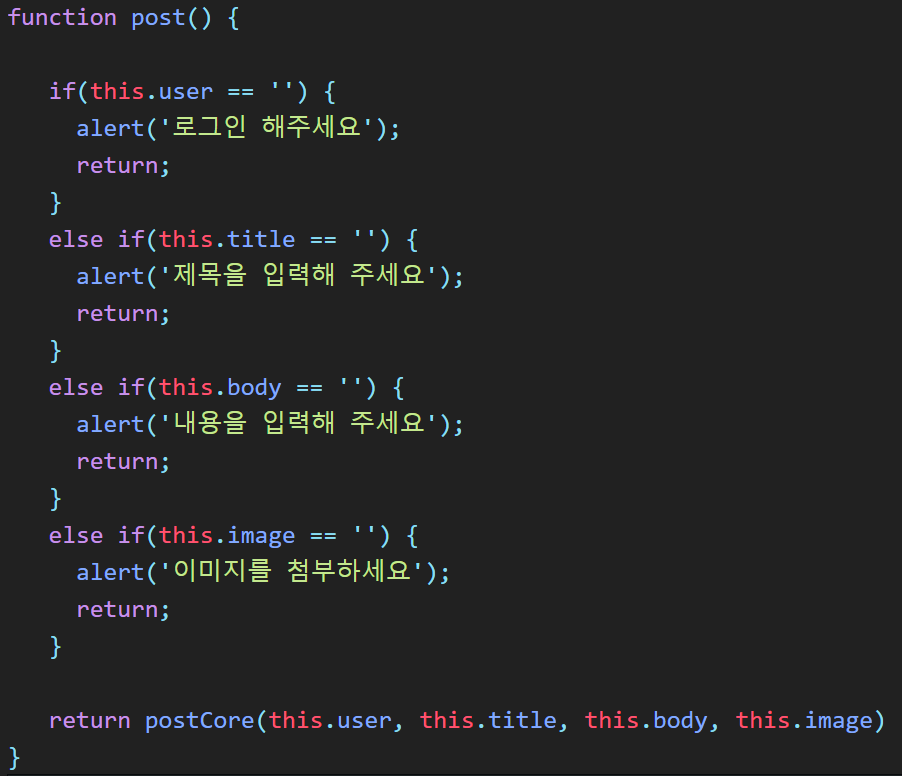 function post() {
if(this.user == '') {
alert('로그인 해주세요');
return;
}
else if(this.title == '') {
alert('제목을 입력해 주세요');
return;
}
else if(this.body == '') {
alert('내용을 입력해 주세요');
return;
}
else if(this.image == '') {
alert('이미지를 첨부하세요');
return;
}
return postCore(this.user, this.title, this.body, this.image)
}